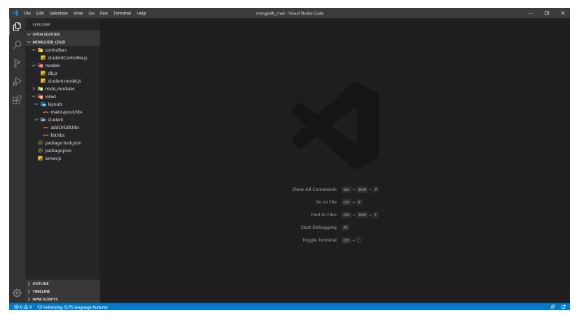 File Edit Selection View Go Run Terminal Help
mongodb_crud - Visual Studio Code
EXPLORER
OPEN EDITORS
MONGODB_CRUD
controllers
studentController.js
models
db.js
student.model.js
node_modules
views
layouts
mainLayout.hbs
student
addOrEdit.hbs
list.hbs
package-lock.json
package.json
server.js
Show All Commands Ctrl + Shift + P
Go to File Ctrl + P
Find in Files Ctrl + Shift + F
Start Debugging F5
Toggle Terminal Ctrl + `
OUTLINE
TIMELINE
NPM SCRIPTS
0 0 Initializing JS/TS language features